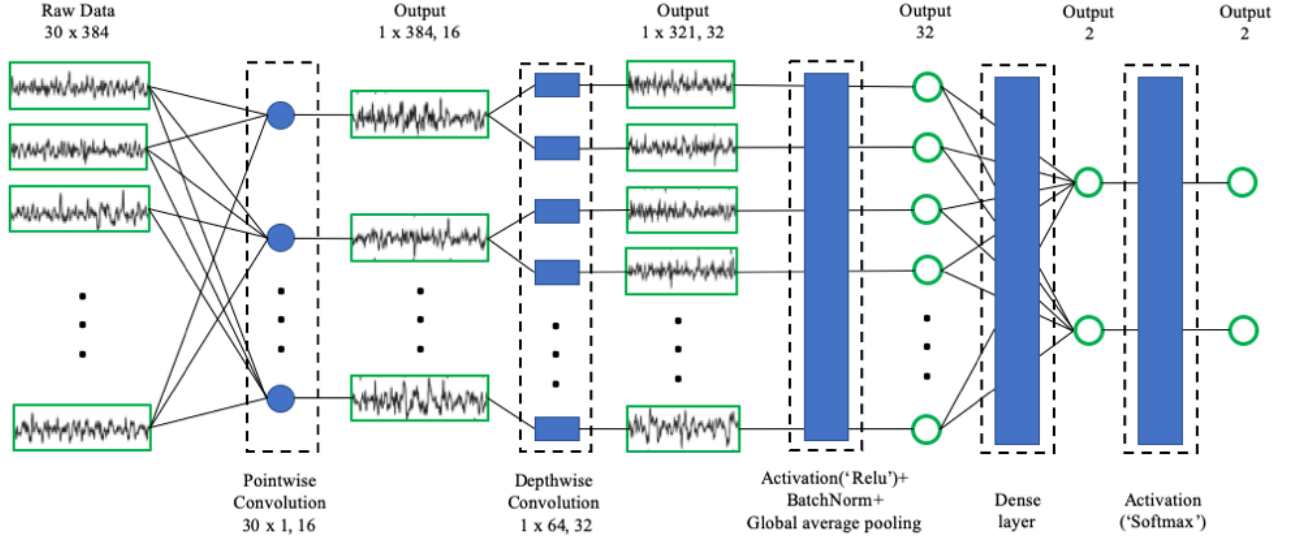 Raw Data
30 x 384
Output
1 x 384, 16
Output
1 x 321, 32
Output
32
Output
2
Output
2
Pointwise
Convolution
30 x 1, 16
Depthwise
Convolution
1 x 64, 32
Activation(‘Relu’)+
BatchNorm+
Global average pooling
Dense
layer
Activation
(‘Softmax’)